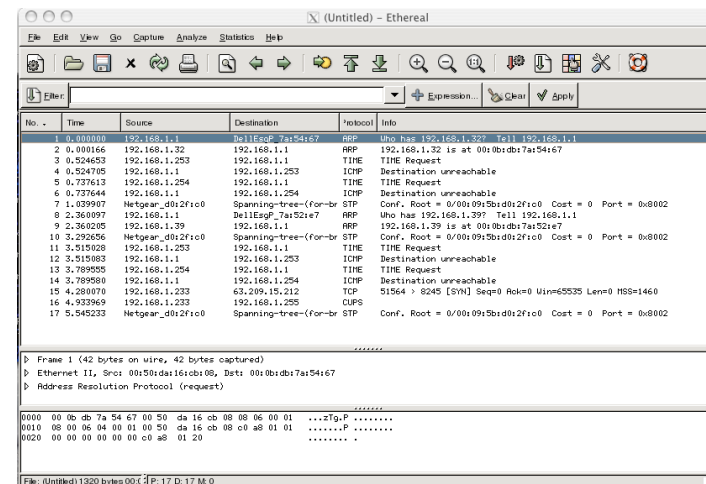 (Untitled) - Ethereal
File Edit View Go Capture Analyze Statistics Help
Filter: Expression... Clear Apply
No. . Time Source Destination Protocol Info
1 0.000000 192.168.1.1 DellEsgP_7a:54:67 ARP Who has 192.168.1.32? Tell 192.168.1.1
2 0.000166 192.168.1.32 192.168.1.1 ARP 192.168.1.32 is at 00:0b:db:7a:54:67
3 0.524653 192.168.1.253 192.168.1.1 TIME TIME Request
4 0.524705 192.168.1.1 192.168.1.253 ICMP Destination unreachable
5 0.737613 192.168.1.254 192.168.1.1 TIME TIME Request
6 0.737644 192.168.1.1 192.168.1.254 ICMP Destination unreachable
7 1.039907 Netgear_d0:2f:c0 Spanning-tree-(for-br STP Conf. Root = 0/00:09:5b:d0:2f:c0 Cost = 0 Port = 0x8002
8 2.360097 192.168.1.1 DellEsgP_7a:52:e7 ARP Who has 192.168.1.39? Tell 192.168.1.1
9 2.360205 192.168.1.39 192.168.1.1 ARP 192.168.1.39 is at 00:0b:db:7a:52:e7
10 3.292656 Netgear_d0:2f:c0 Spanning-tree-(for-br STP Conf. Root = 0/00:09:5b:d0:2f:c0 Cost = 0 Port = 0x8002
11 3.515028 192.168.1.253 192.168.1.1 TIME TIME Request
12 3.515083 192.168.1.1 192.168.1.253 ICMP Destination unreachable
13 3.789555 192.168.1.254 192.168.1.1 TIME TIME Request
14 3.789580 192.168.1.1 192.168.1.254 ICMP Destination unreachable
15 4.280070 192.168.1.233 63.209.15.212 TCP 51564 > 8245 [SYN] Seq=0 Ack=0 Win=65535 Len=0 MSS=1460
16 4.933969 192.168.1.233 192.168.1.255 CUPS
17 5.545233 Netgear_d0:2f:c0 Spanning-tree-(for-br STP Conf. Root = 0/00:09:5b:d0:2f:c0 Cost = 0 Port = 0x8002
Frame 1 (42 bytes on wire, 42 bytes captured)
Ethernet II, Src: 00:50:da:16:cb:08, Dst: 00:0b:db:7a:54:67
Address Resolution Protocol (request)
0000 00 0b db 7a 54 67 00 50 da 16 cb 08 08 06 00 01 ...zTg.P ........
0010 08 00 06 04 00 01 00 50 da 16 cb 08 c0 a8 01 01 .......P ........
0020 00 00 00 00 00 00 c0 a8 01 20 ........ .
File: (Untitled) 1320 bytes 00:0 P: 17 D: 17 M: 0